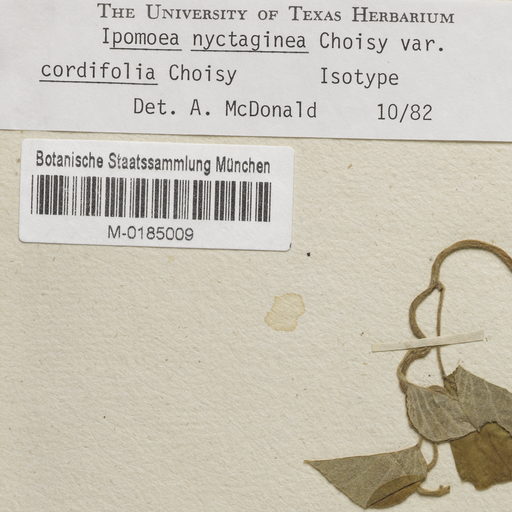 THE UNIVERSITY OF TEXAS HERBARIUM
Ipomoea nyctaginea Choisy var.
cordifolia Choisy Isotype
Det. A. McDonald 10/82
Botanische Staatssammlung München
M-0185009